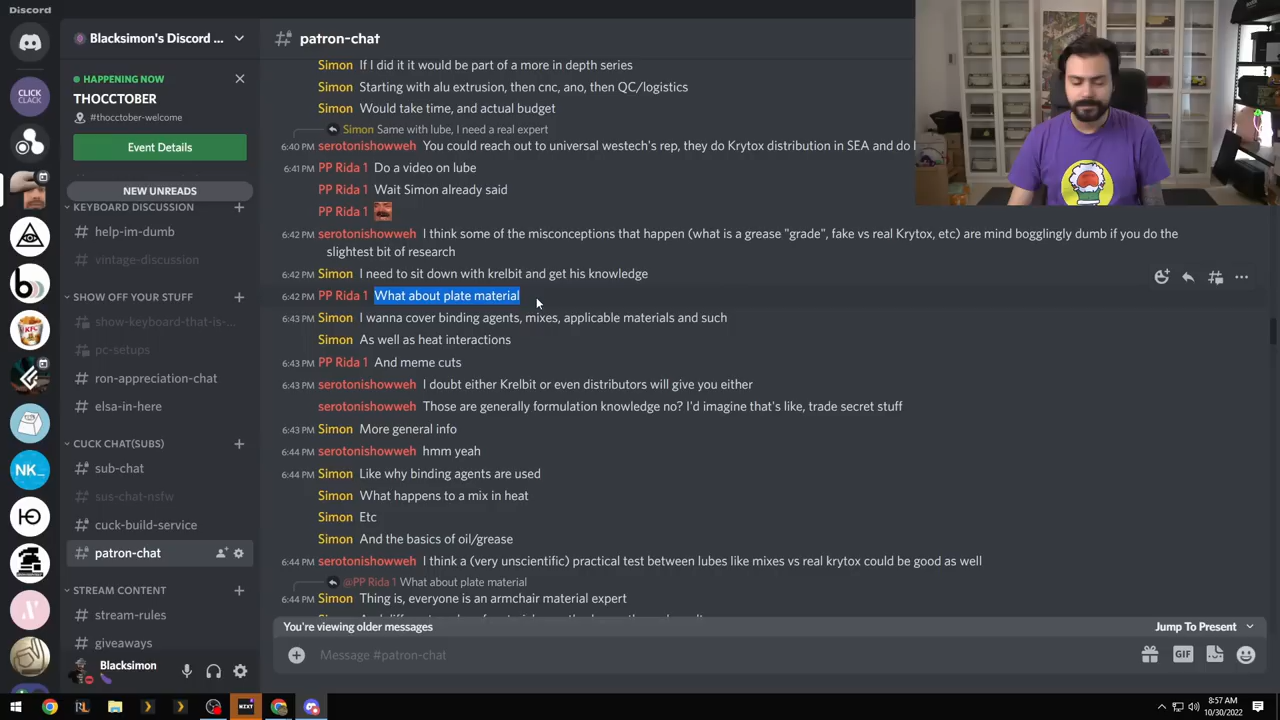 Discord
Blacksimon's Discord ...
HAPPENING NOW
THOCCTOBER
#thocctober-welcome
Event Details
NEW UNREADS
KEYBOARD DISCUSSION
help-im-dumb
vintage-discussion
SHOW OFF YOUR STUFF
show-keyboard-that-is-...
pc-setups
ron-appreciation-chat
elsa-in-here
CUCK CHAT(SUBS)
sub-chat
sus-chat-nsfw
cuck-build-service
patron-chat
STREAM CONTENT
stream-rules
giveaways
Blacksimon
CLICK
CLACK
KFC
NK_
patron-chat
Simon If I did it it would be part of a more in depth series
Simon Starting with alu extrusion, then cnc, ano, then QC/logistics
Simon Would take time, and actual budget
Simon Same with lube, I need a real expert
6:40 PM serotonishowweh You could reach out to universal westech's rep, they do Krytox distribution in SEA and do
6:41 PM PP Rida 1 Do a video on lube
PP Rida 1 Wait Simon already said
PP Rida 1
6:42 PM serotonishowweh I think some of the misconceptions that happen (what is a grease "grade", fake vs real Krytox, etc) are mind bogglingly dumb if you do the
slightest bit of research
6:42 PM Simon I need to sit down with krelbit and get his knowledge
6:42 PM PP Rida 1 What about plate material
6:43 PM Simon I wanna cover binding agents, mixes, applicable materials and such
Simon As well as heat interactions
6:43 PM PP Rida 1 And meme cuts
6:43 PM serotonishowweh I doubt either Krelbit or even distributors will give you either
serotonishowweh Those are generally formulation knowledge no? I'd imagine that's like, trade secret stuff
6:43 PM Simon More general info
6:44 PM serotonishowweh hmm yeah
6:44 PM Simon Like why binding agents are used
Simon What happens to a mix in heat
Simon Etc
Simon And the basics of oil/grease
6:44 PM serotonishowweh I think a (very unscientific) practical test between lubes like mixes vs real krytox could be good as well
@PP Rida 1 What about plate material
6:44 PM Simon Thing is, everyone is an armchair material expert
You're viewing older messages
Jump To Present
Message #patron-chat
GIF
NIXT
8:57 AM
10/30/2022